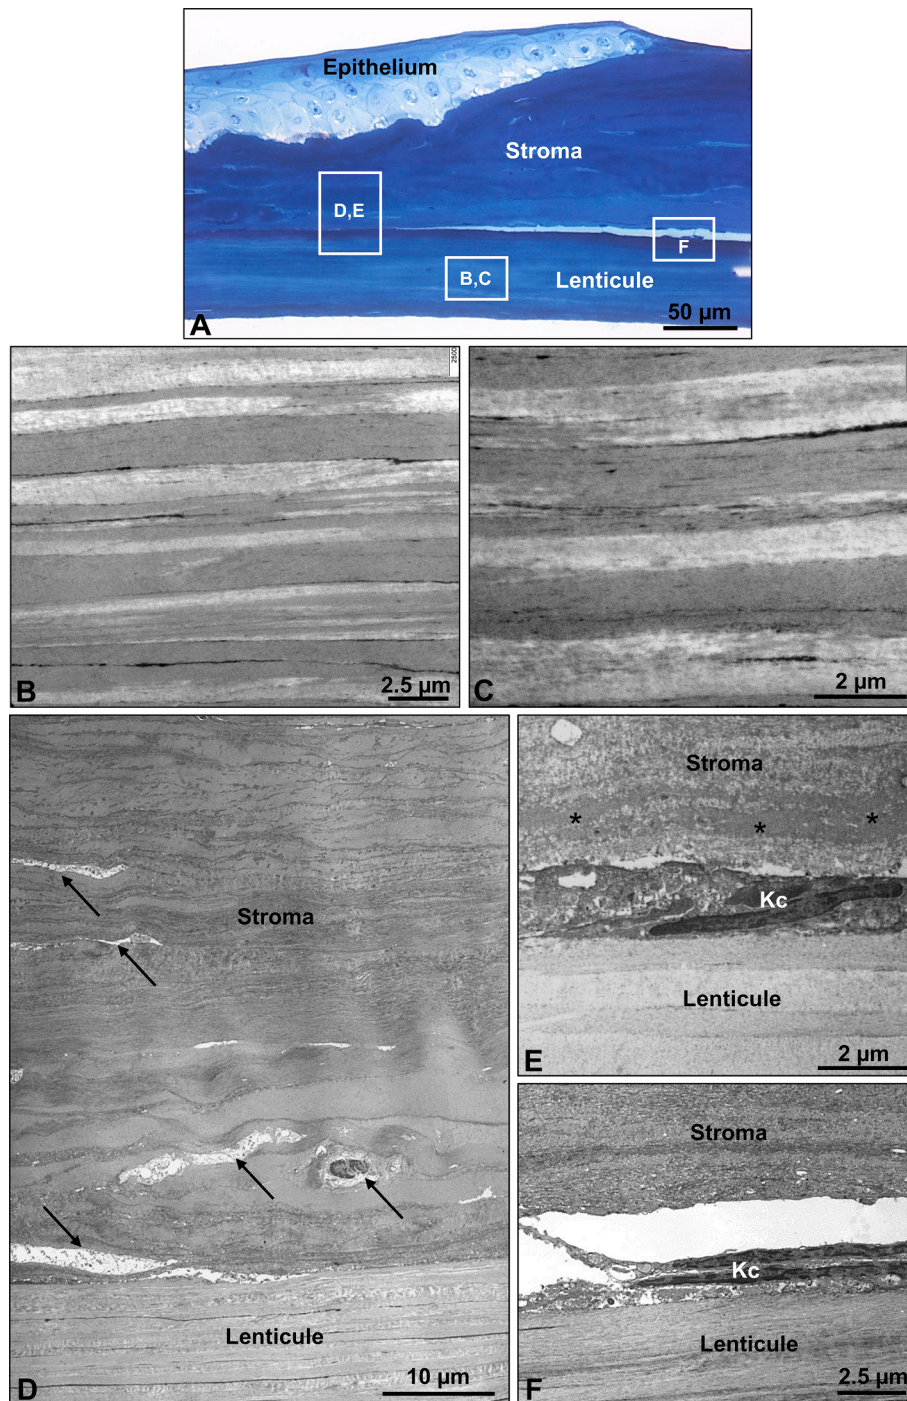 Epithelium
Stroma
D,E
F
B,C
Lenticule
A
50 µm
2500
B
2.5 µm
C
2 µm
Stroma
Lenticule
D
10 µm
Stroma
* * *
Kc
Lenticule
E
2 µm
Stroma
Kc
Lenticule
F
2.5 µm